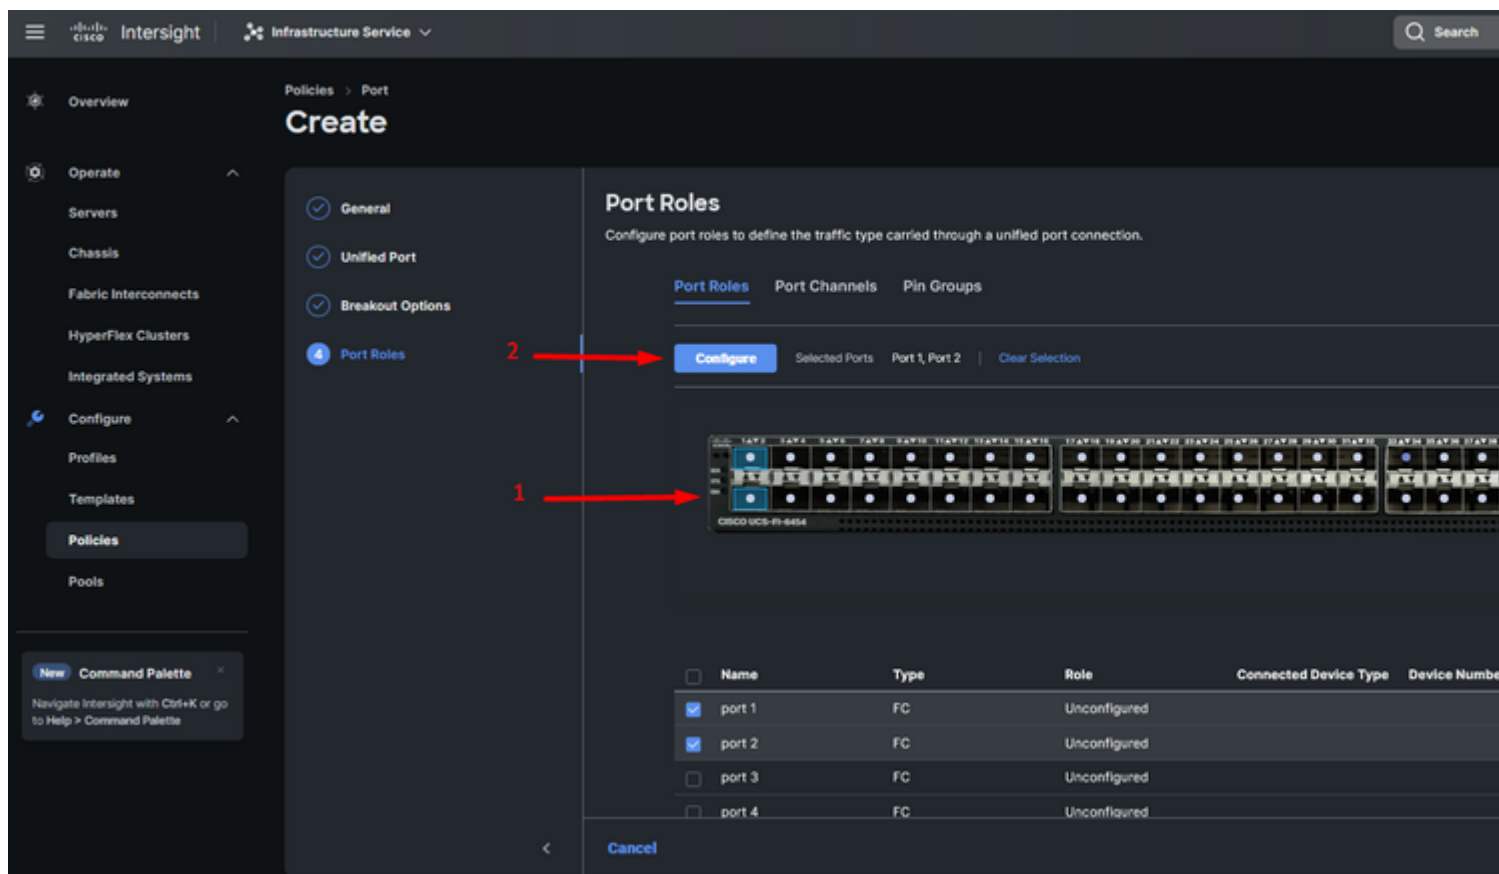 cisco Intersight
Infrastructure Service
Search
Overview
Operate
Servers
Chassis
Fabric Interconnects
HyperFlex Clusters
Integrated Systems
Configure
Profiles
Templates
Policies
Pools
New Command Palette
Navigate Intersight with Ctrl+K or go
to Help > Command Palette
Policies > Port
Create
General
Unified Port
Breakout Options
4 Port Roles
Port Roles
Configure port roles to define the traffic type carried through a unified port connection.
Port Roles Port Channels Pin Groups
2
Configure Selected Ports Port 1, Port 2 | Clear Selection
1
CISCO UCS-FI-6454
Name Type Role Connected Device Type Device Numbe
port 1 FC Unconfigured
port 2 FC Unconfigured
port 3 FC Unconfigured
port 4 FC Unconfigured
Cancel